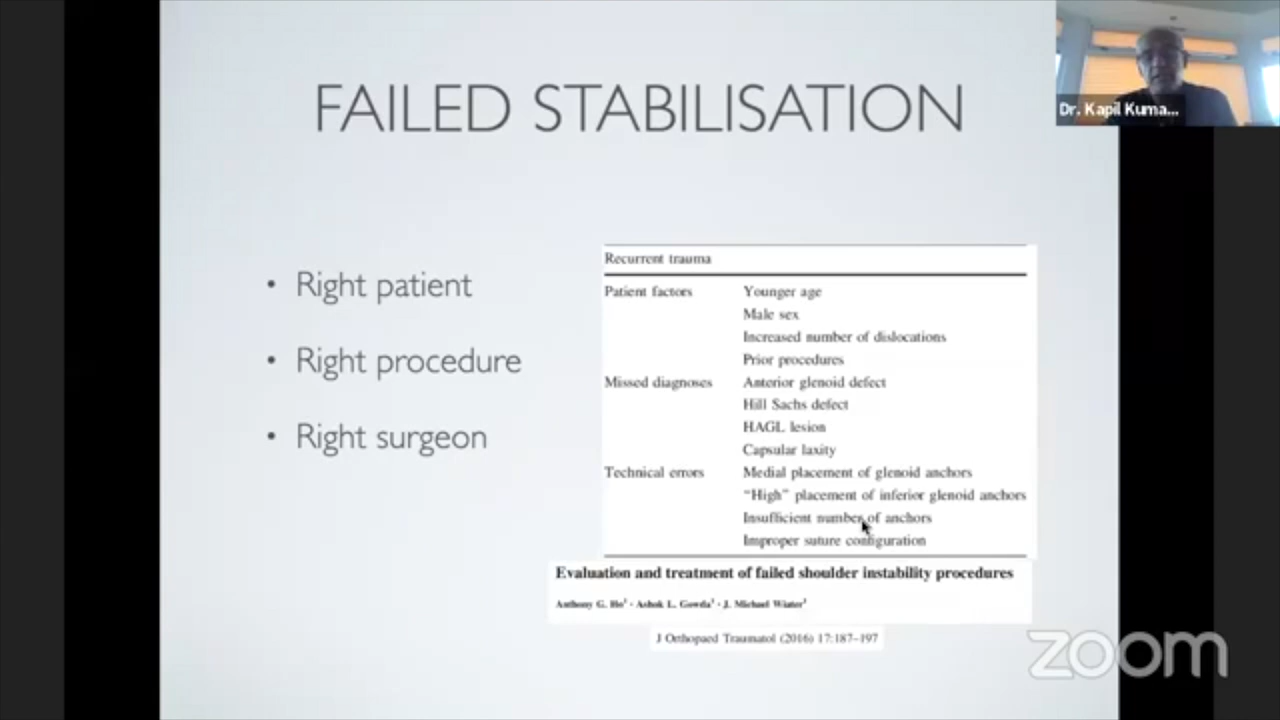 FAILED STABILISATION
Dr. Kapil Kuma...
• Right patient
• Right procedure
• Right surgeon
Recurrent trauma
Patient factors Younger age
Male sex
Increased number of dislocations
Prior procedures
Missed diagnoses Anterior glenoid defect
Hill Sachs defect
HAGL lesion
Capsular laxity
Technical errors Medial placement of glenoid anchors
“High” placement of inferior glenoid anchors
Insufficient number of anchors
Improper suture configuration
Evaluation and treatment of failed shoulder instability procedures
Anthony G. Ho¹ · Ashok L. Gowda¹ · J. Michael Wiater¹
J Orthopaed Traumatol (2016) 17:187–197
zoom